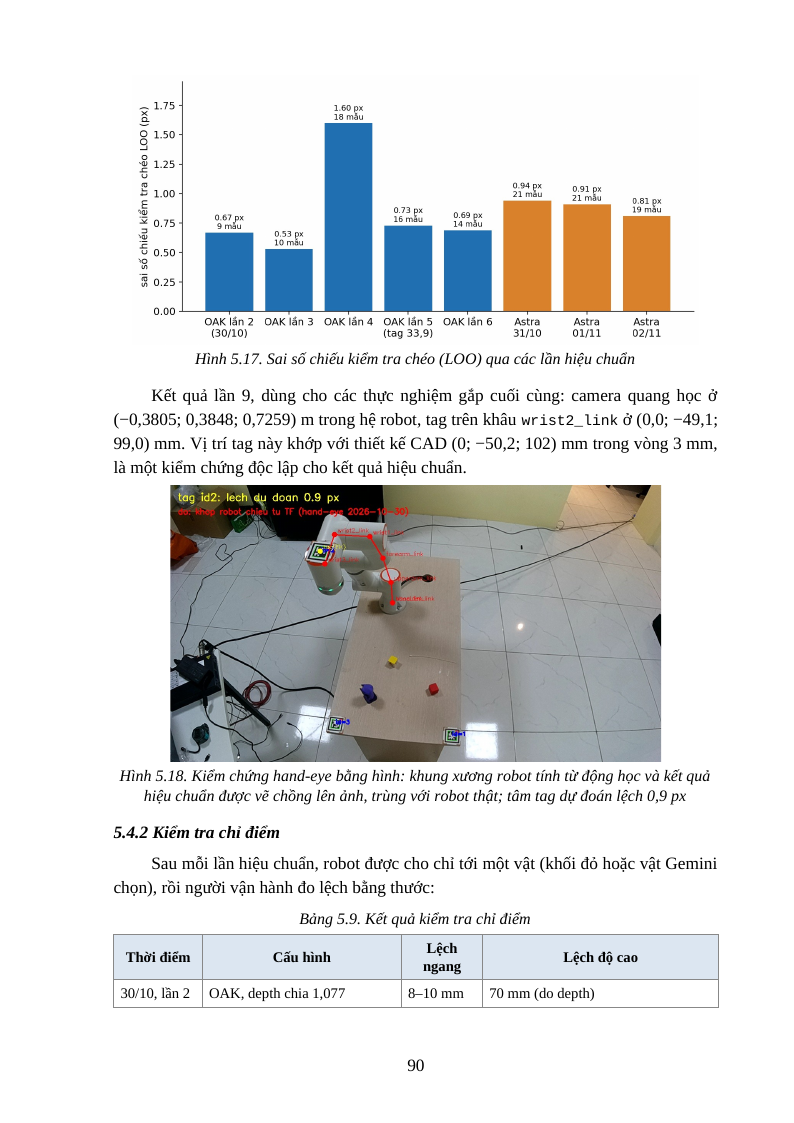 sai số chiếu kiểm tra chéo LOO (px)
1.75
1.50
1.25
1.00
0.75
0.50
0.25
0.00
0.67 px
9 mẫu
0.53 px
10 mẫu
1.60 px
18 mẫu
0.73 px
16 mẫu
0.69 px
14 mẫu
0.94 px
21 mẫu
0.91 px
21 mẫu
0.81 px
19 mẫu
OAK lần 2
(30/10)
OAK lần 3
OAK lần 4
OAK lần 5
(tag 33,9)
OAK lần 6
Astra
31/10
Astra
01/11
Astra
02/11
Hình 5.17. Sai số chiếu kiểm tra chéo (LOO) qua các lần hiệu chuẩn
Kết quả lần 9, dùng cho các thực nghiệm gắp cuối cùng: camera quang học ở
(−0,3805; 0,3848; 0,7259) m trong hệ robot, tag trên khâu wrist2_link ở (0,0; −49,1;
99,0) mm. Vị trí tag này khớp với thiết kế CAD (0; −50,2; 102) mm trong vòng 3 mm,
là một kiểm chứng độc lập cho kết quả hiệu chuẩn.
tag id2: lech du doan 0.9 px
do: khop robot chieu tu TF (hand-eye 2026-10-30)
Hình 5.18. Kiểm chứng hand-eye bằng hình: khung xương robot tính từ động học và kết quả
hiệu chuẩn được vẽ chồng lên ảnh, trùng với robot thật; tâm tag dự đoán lệch 0,9 px
5.4.2 Kiểm tra chỉ điểm
Sau mỗi lần hiệu chuẩn, robot được cho chỉ tới một vật (khối đỏ hoặc vật Gemini
chọn), rồi người vận hành đo lệch bằng thước:
Bảng 5.9. Kết quả kiểm tra chỉ điểm
Thời điểm
Cấu hình
Lệch
ngang
Lệch độ cao
30/10, lần 2
OAK, depth chia 1,077
8–10 mm
70 mm (do depth)
90